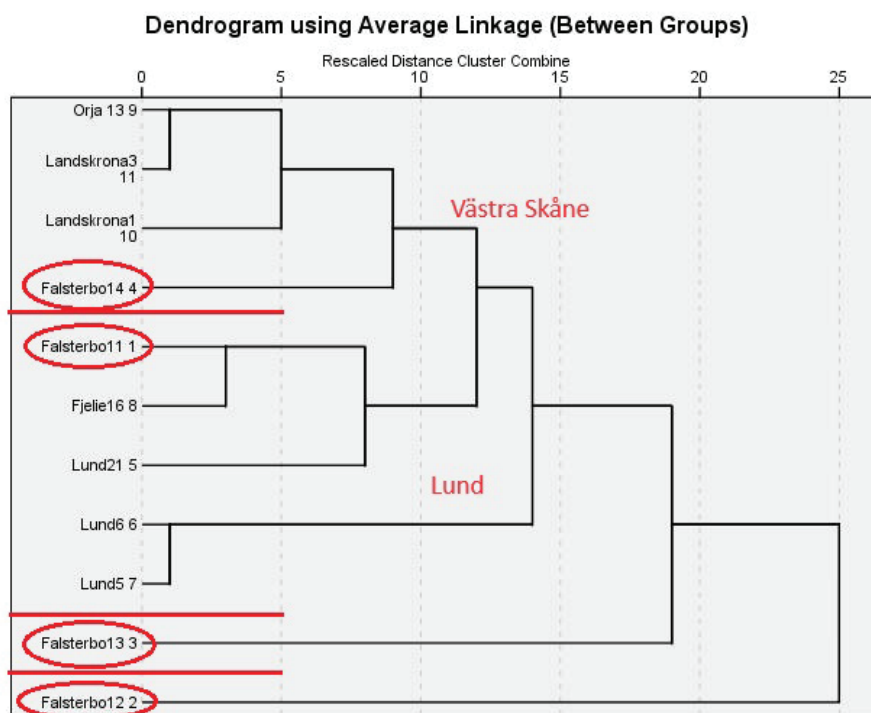 Dendrogram using Average Linkage (Between Groups)
Rescaled Distance Cluster Combine
0 5 10 15 20 25
Orja 13 9
Landskrona3
11
Landskrona1
10
Västra Skåne
Falsterbo14 4
Falsterbo11 1
Fjelie16 8
Lund21 5
Lund
Lund6 6
Lund5 7
Falsterbo13 3
Falsterbo12 2